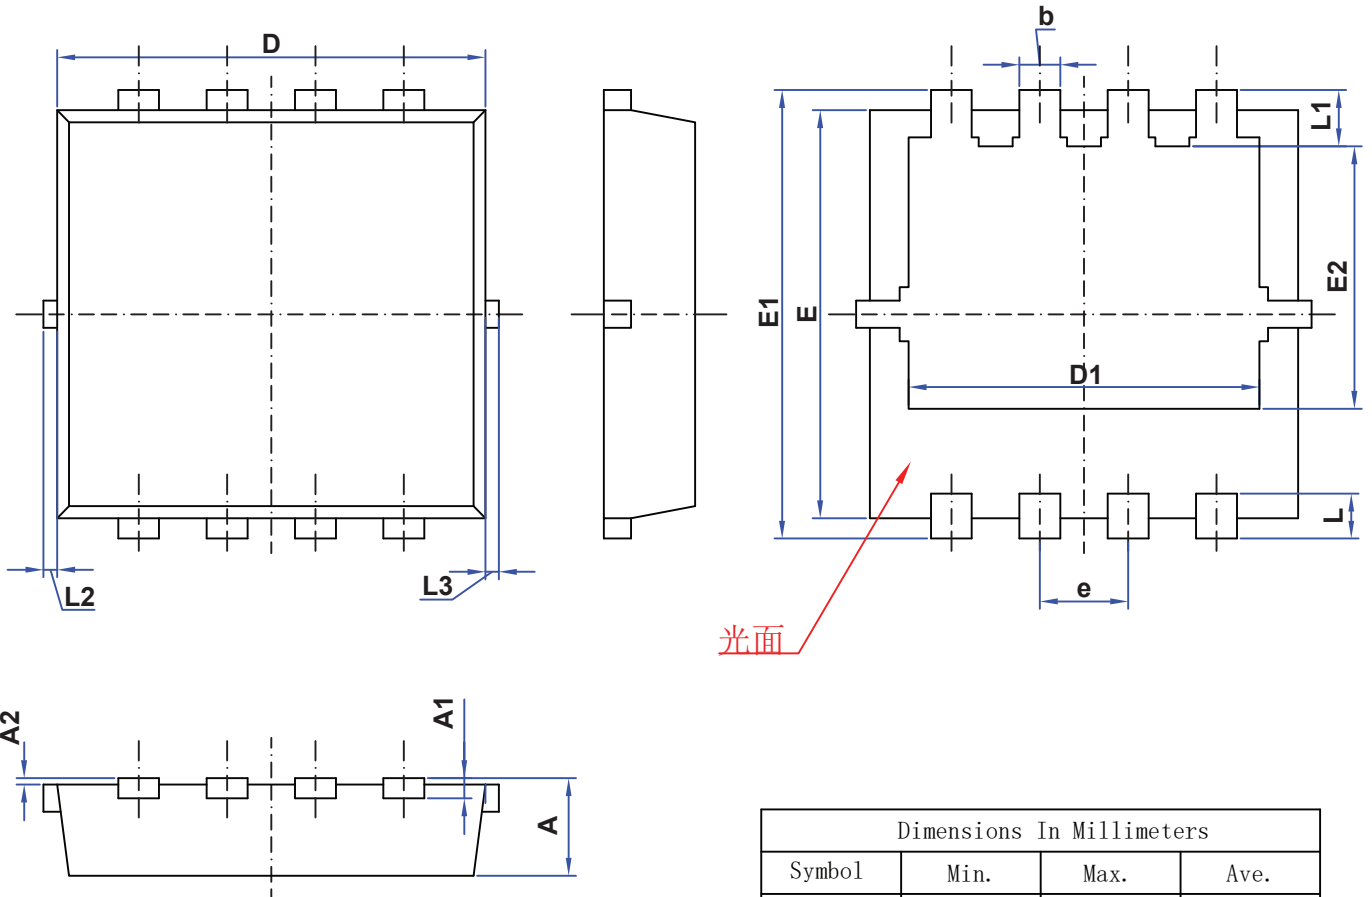 D
b
L1
E2
E1
E
D1
L
L2
L3
e
光面
A2
A1
A
Dimensions In Millimeters
Symbol Min. Max. Ave.